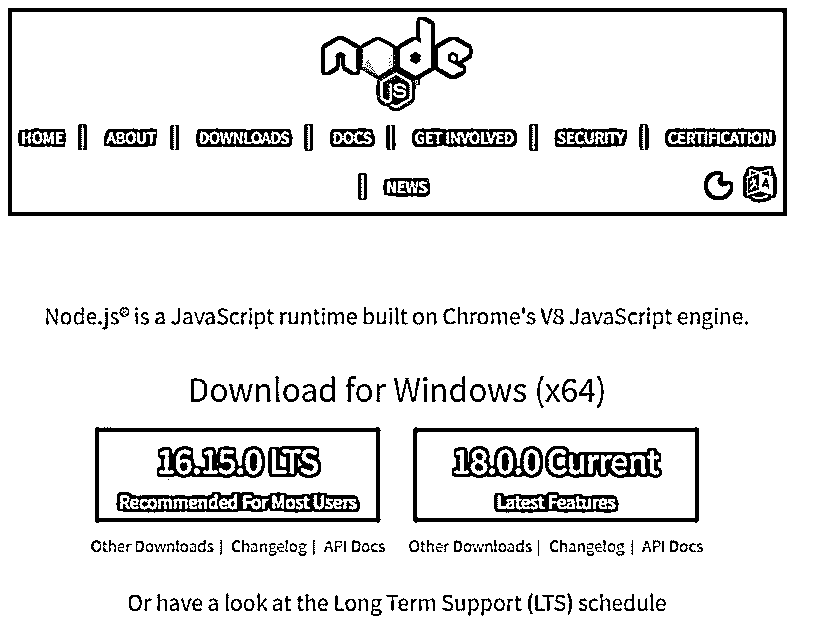 node
JS
HOME | ABOUT | DOWNLOADS | DOCS | GET INVOLVED | SECURITY | CERTIFICATION
| NEWS
Node.js® is a JavaScript runtime built on Chrome's V8 JavaScript engine.
Download for Windows (x64)
16.15.0 LTS
Recommended For Most Users
18.0.0 Current
Latest Features
Other Downloads | Changelog | API Docs
Other Downloads | Changelog | API Docs
Or have a look at the Long Term Support (LTS) schedule